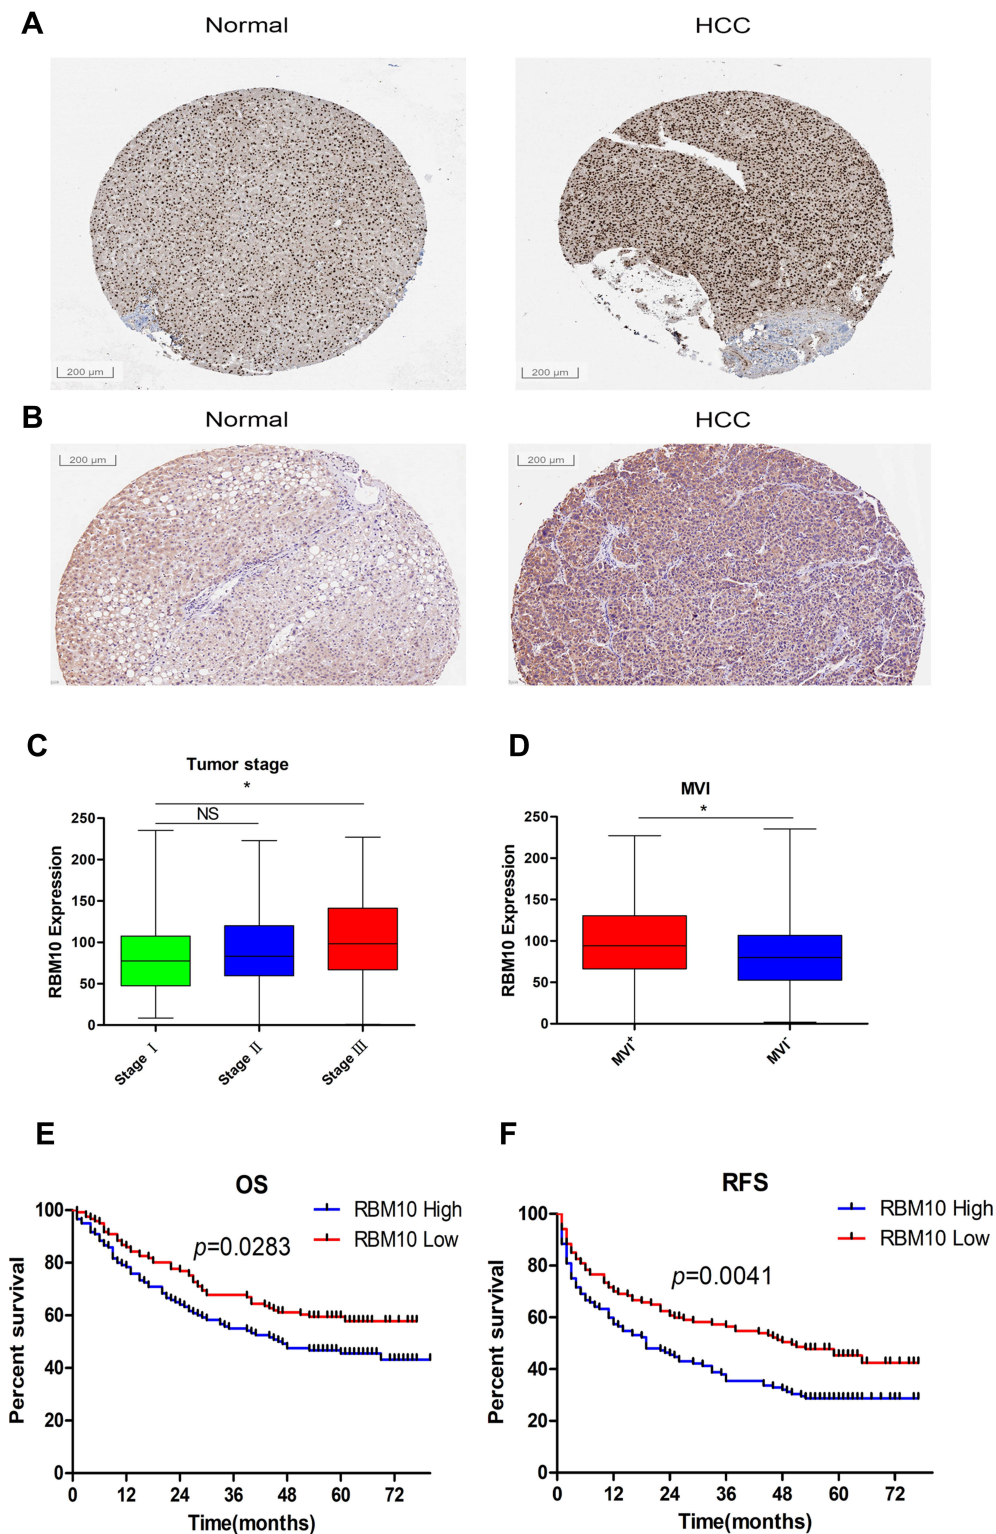 A
Normal
HCC
200 µm
200 µm
B
Normal
HCC
200 µm
200 µm
C
Tumor stage
*
NS
RBM10 Expression
250
200
150
100
50
0
Stage Ⅰ
Stage Ⅱ
Stage Ⅲ
D
MVI
*
RBM10 Expression
250
200
150
100
50
0
MVI+
MVI-
E
OS
RBM10 High
RBM10 Low
p=0.0283
Percent survival
100
80
60
40
20
0
0 12 24 36 48 60 72
Time(months)
F
RFS
RBM10 High
RBM10 Low
p=0.0041
Percent survival
100
80
60
40
20
0
0 12 24 36 48 60 72
Time(months)